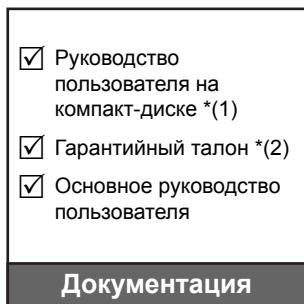 Руководство
пользователя на
компакт-диске *(1)
Гарантийный талон *(2)
Основное руководство
пользователя
Документация